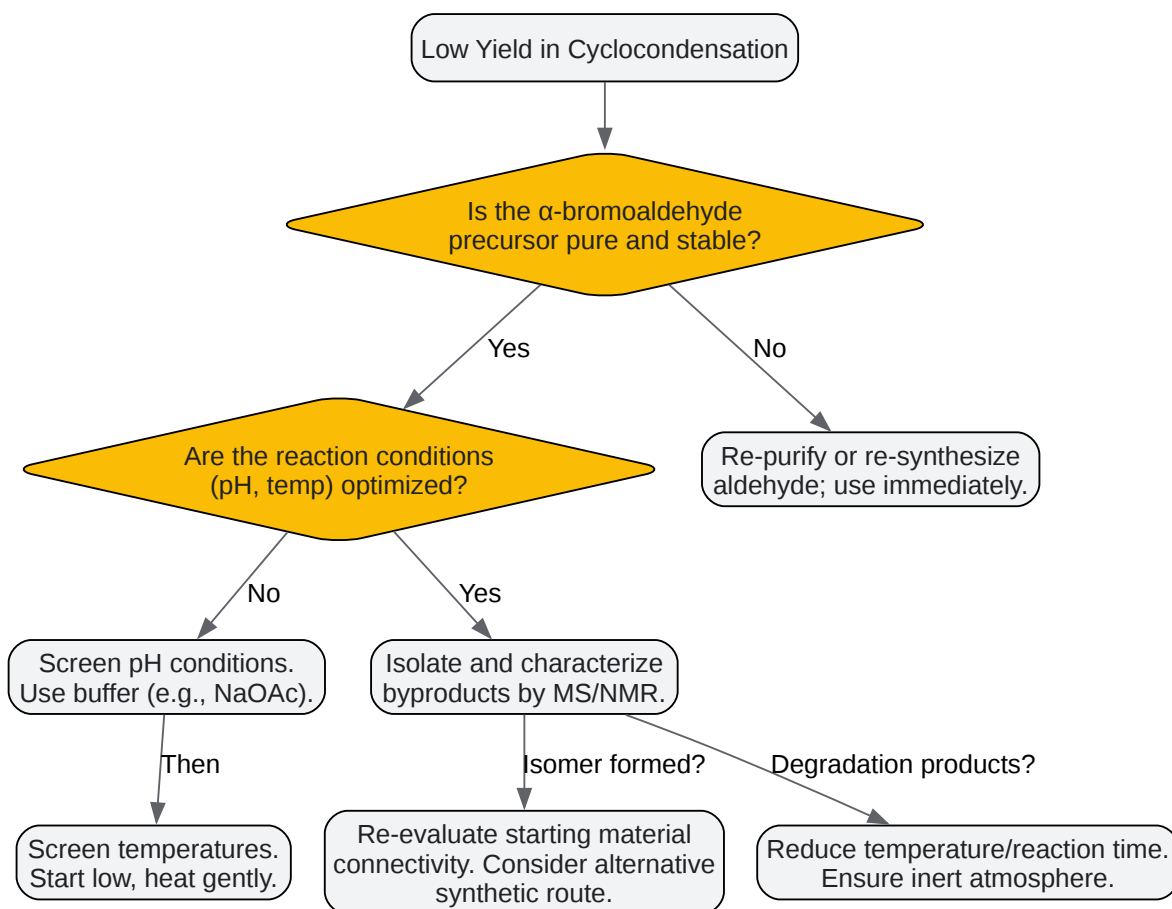 Low Yield in Cyclocondensation
Is the α-bromoaldehyde
precursor pure and stable?
Yes
No
Are the reaction conditions
(pH, temp) optimized?
Re-purify or re-synthesize
aldehyde; use immediately.
No
Yes
Screen pH conditions.
Use buffer (e.g., NaOAc).
Isolate and characterize
byproducts by MS/NMR.
Then
Isomer formed?
Degradation products?
Screen temperatures.
Start low, heat gently.
Re-evaluate starting material
connectivity. Consider alternative
synthetic route.
Reduce temperature/reaction time.
Ensure inert atmosphere.